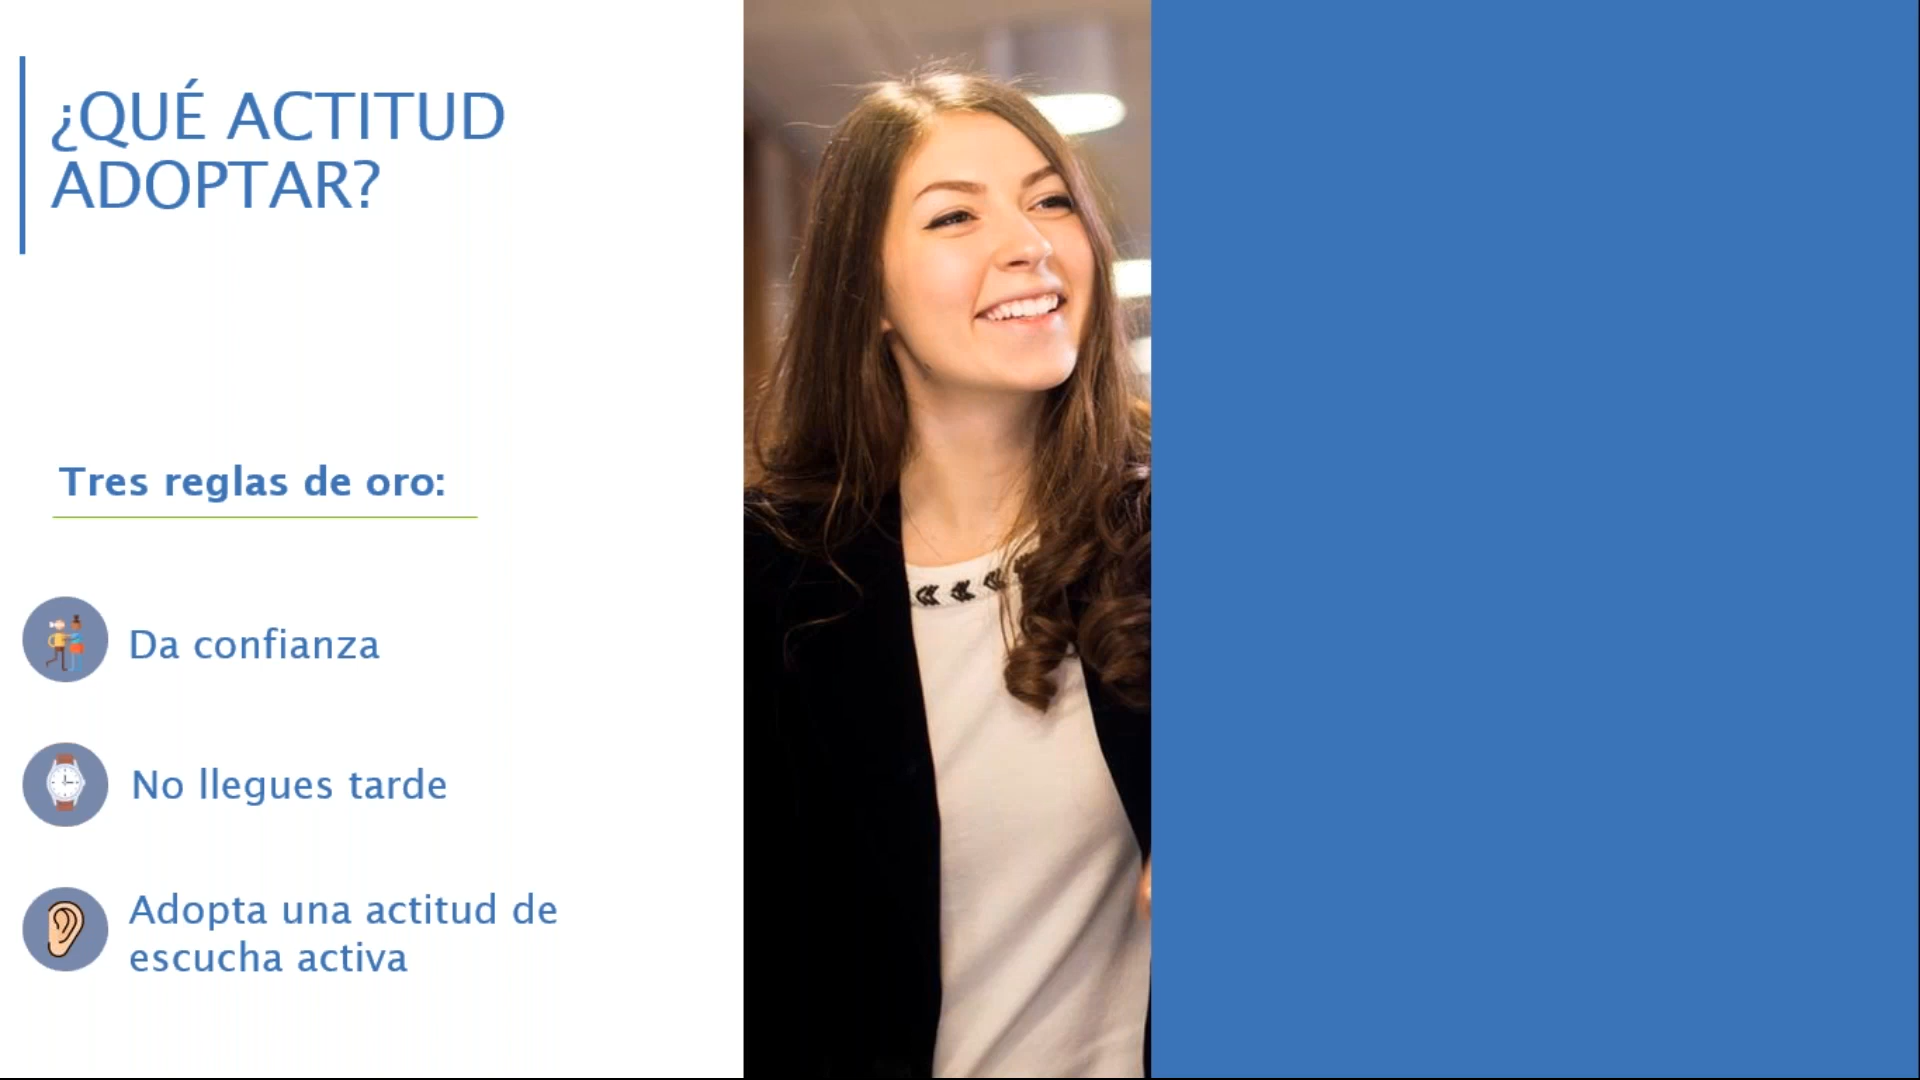 ¿QUÉ ACTITUD
ADOPTAR?
Tres reglas de oro:
Da confianza
No llegues tarde
Adopta una actitud de
escucha activa